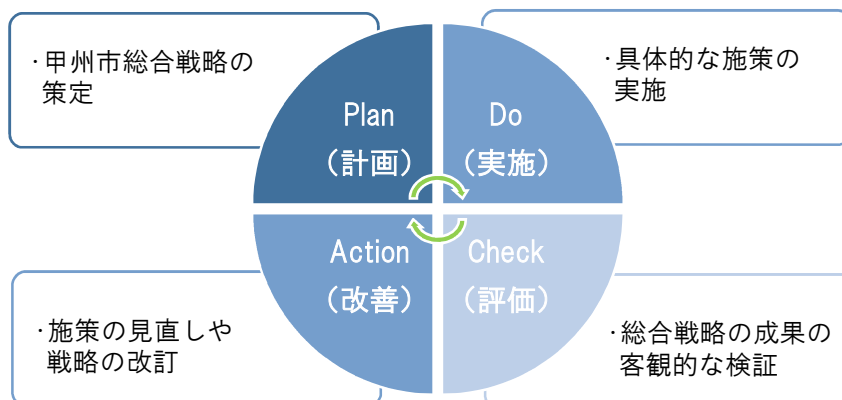 ・甲州市総合戦略の
策定
Plan
（計画）
Do
（実施）
・具体的な施策の
実施
Action
（改善）
Check
（評価）
・施策の見直しや
戦略の改訂
・総合戦略の成果の
客観的な検証